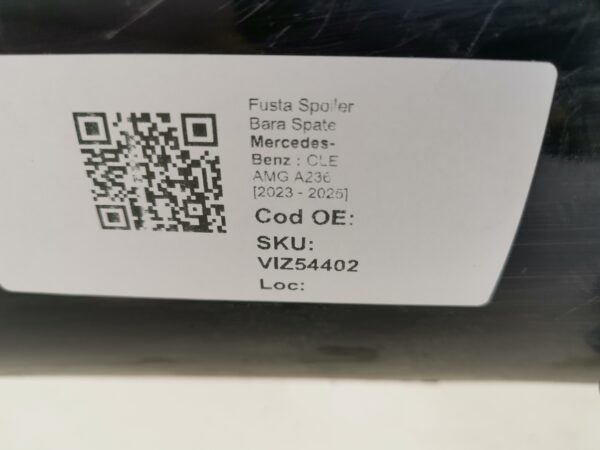 Fusta Spoiler
Bara Spate
Mercedes-
Benz : CLE
AMG A236
[2023 - 2025]
Cod OE:
SKU:
VIZ54402
Loc: